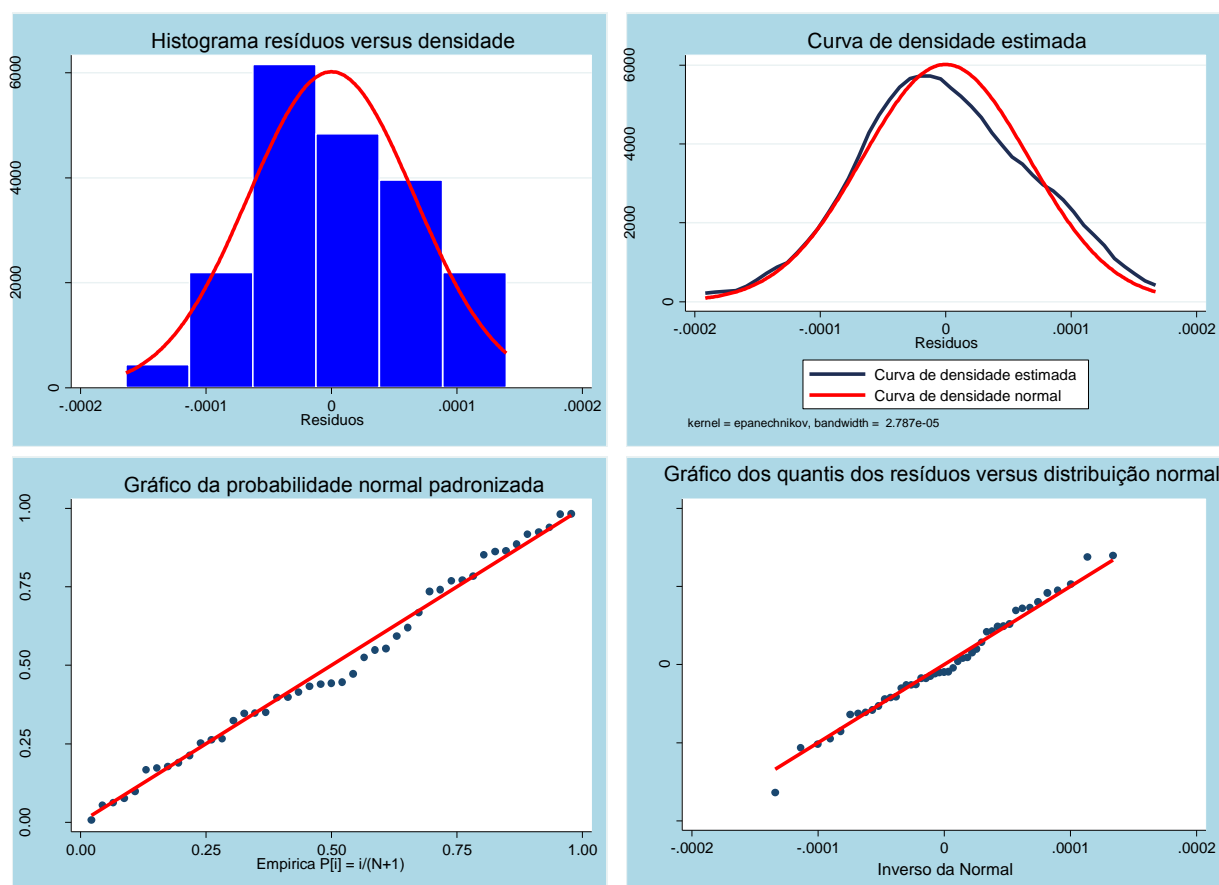 Histograma resíduos versus densidade
6000
4000
2000
0
-.0002 -.0001 0 .0001 .0002
Resíduos
Curva de densidade estimada
6000
4000
2000
0
-.0002 -.0001 0 .0001 .0002
Resíduos
Curva de densidade estimada
Curva de densidade normal
kernel = epanechnikov, bandwidth = 2.787e-05
Gráfico da probabilidade normal padronizada
1.00
0.75
0.50
0.25
0.00
0.00 0.25 0.50 0.75 1.00
Empirica P[i] = i/(N+1)
Gráfico dos quantis dos resíduos versus distribuição normal
0
-.0002 -.0001 0 .0001 .0002
Inverso da Normal